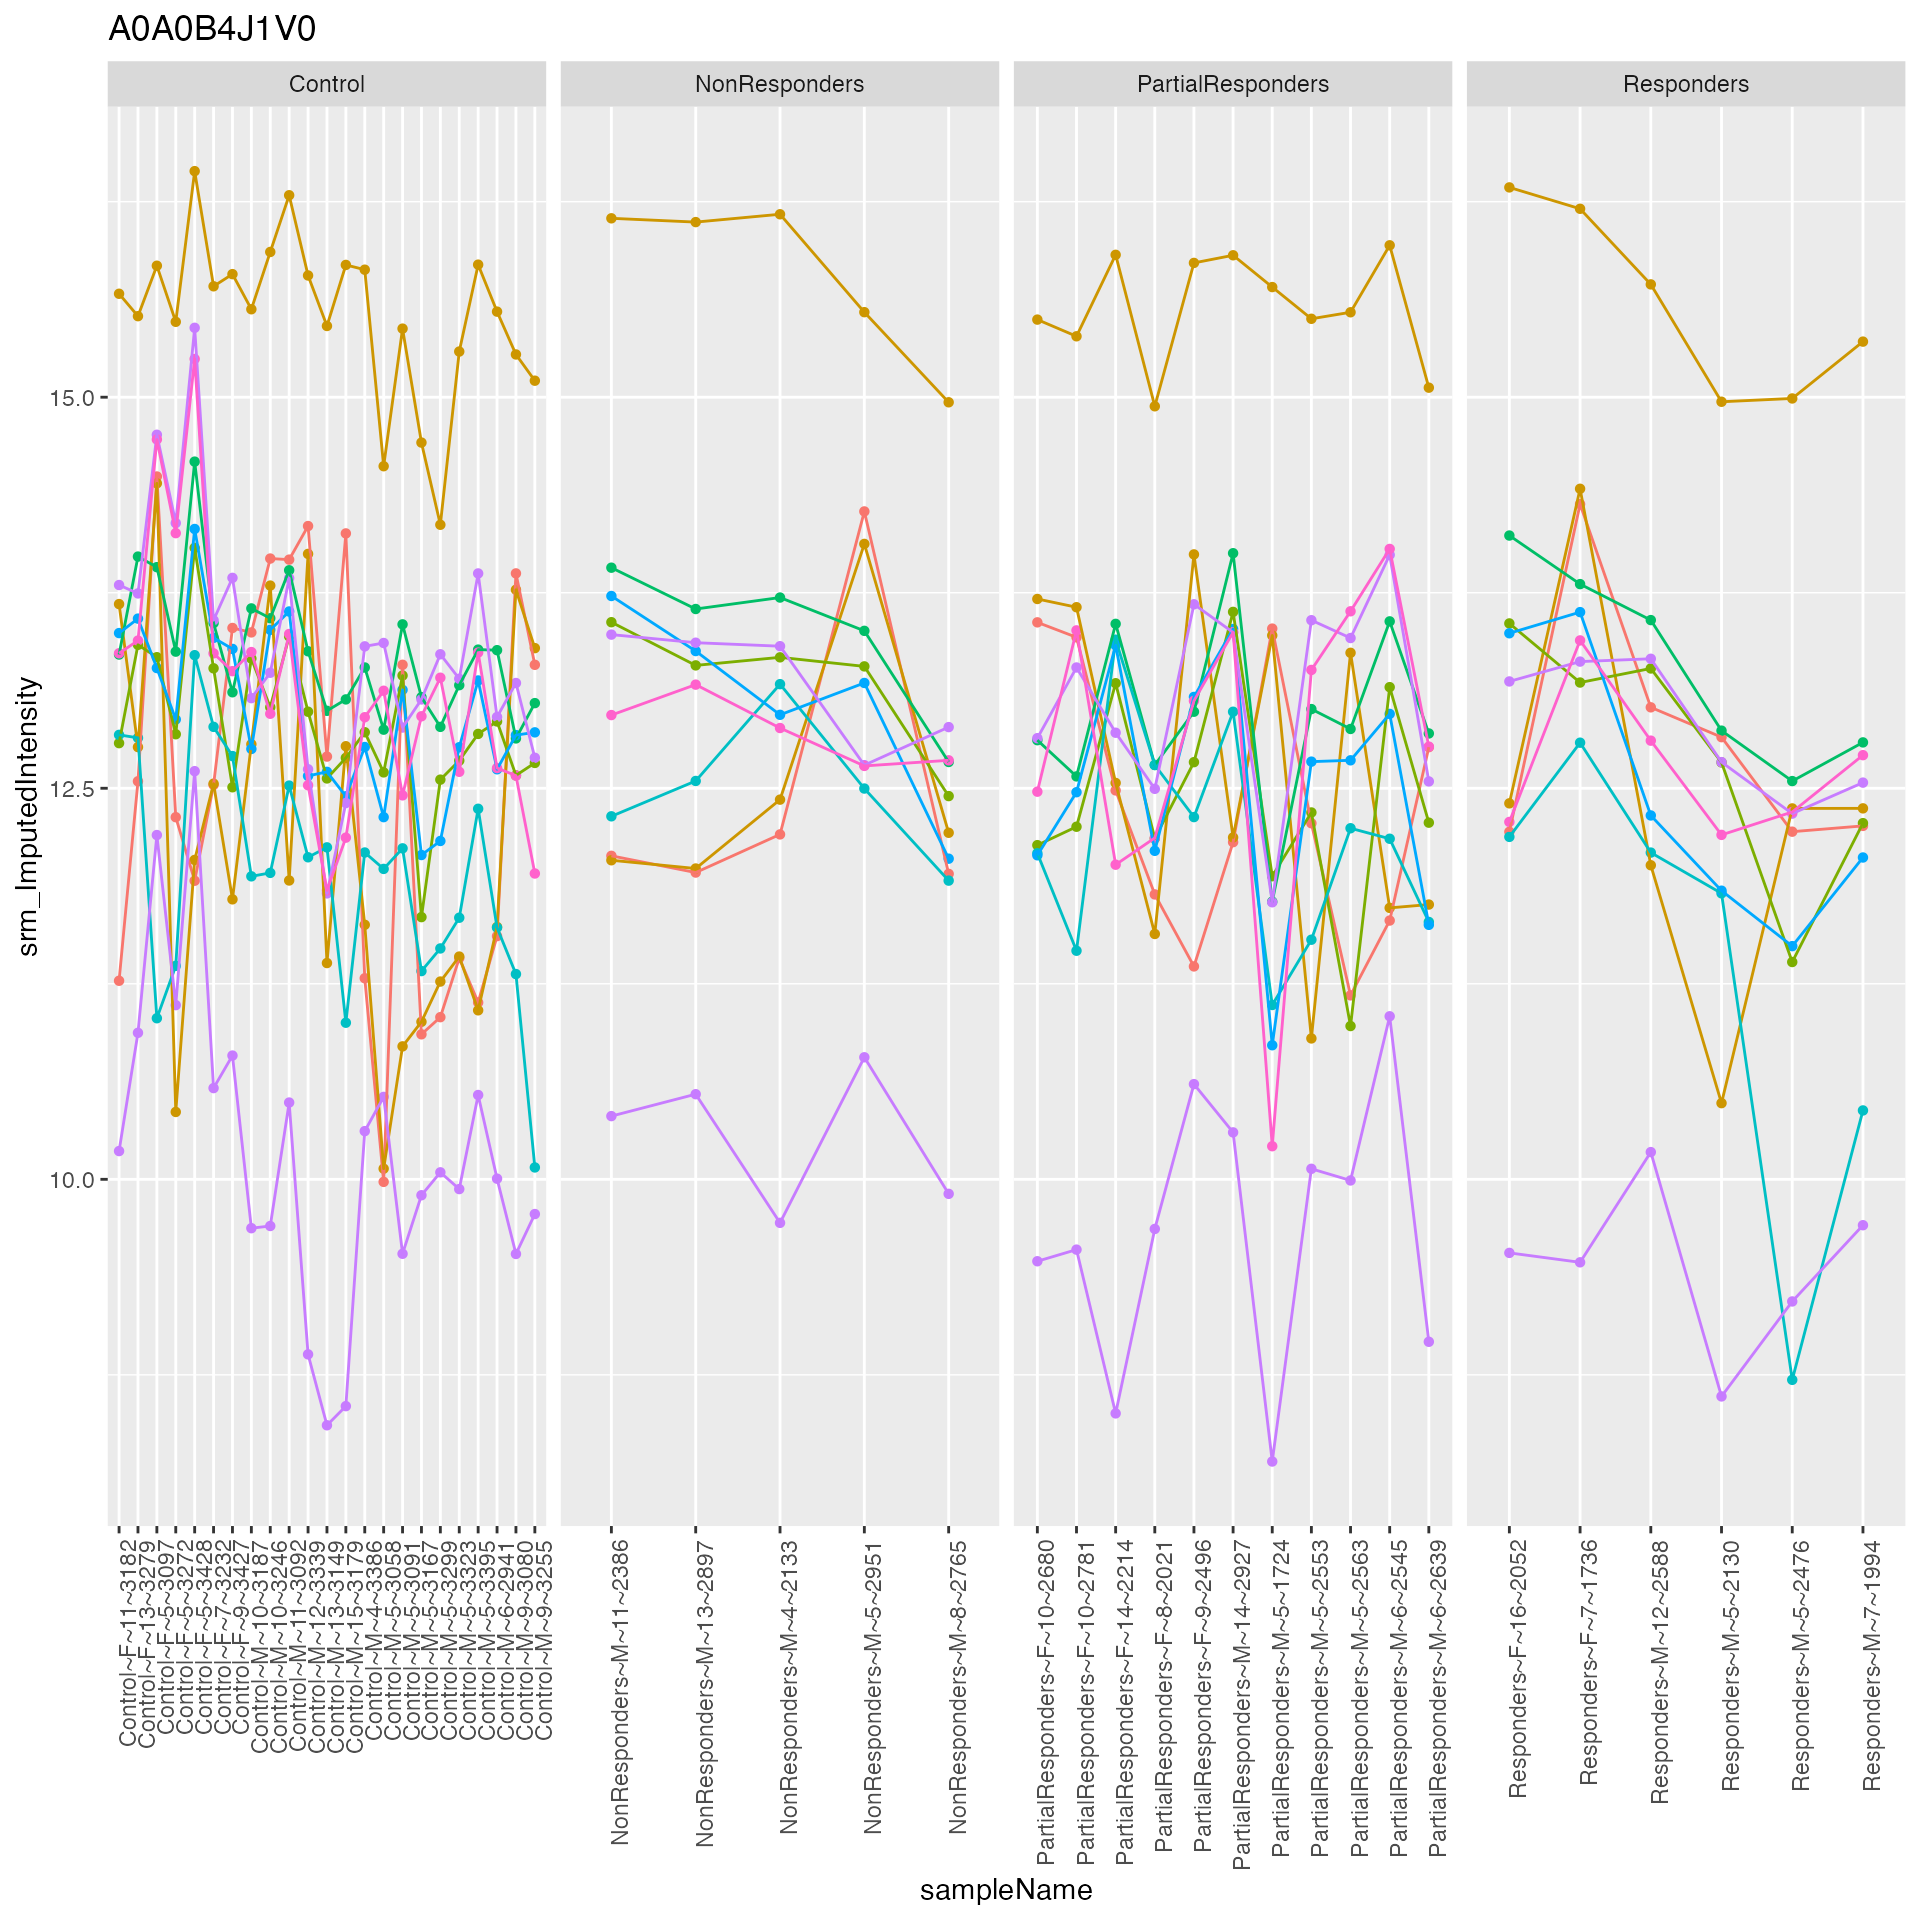 A0A0B4J1V0
Control
NonResponders
PartialResponders
Responders
srm_ImputedIntensity
15.0
12.5
10.0
Control~F~11~3182
Control~F~13~3279
Control~F~5~3097
Control~F~5~3272
Control~F~5~3428
Control~F~7~3232
Control~F~9~3427
Control~M~10~3187
Control~M~10~3246
Control~M~11~3092
Control~M~12~3339
Control~M~13~3149
Control~M~15~3179
Control~M~4~3386
Control~M~5~3058
Control~M~5~3091
Control~M~5~3167
Control~M~5~3299
Control~M~5~3323
Control~M~5~3395
Control~M~6~2941
Control~M~9~3080
Control~M~9~3255
NonResponders~M~11~2386
NonResponders~M~13~2897
NonResponders~M~4~2133
NonResponders~M~5~2951
NonResponders~M~8~2765
PartialResponders~F~10~2680
PartialResponders~F~10~2781
PartialResponders~F~14~2214
PartialResponders~F~8~2021
PartialResponders~F~9~2496
PartialResponders~M~14~2927
PartialResponders~M~5~1724
PartialResponders~M~5~2553
PartialResponders~M~5~2563
PartialResponders~M~6~2545
PartialResponders~M~6~2639
Responders~F~16~2052
Responders~F~7~1736
Responders~M~12~2588
Responders~M~5~2130
Responders~M~5~2476
Responders~M~7~1994
sampleName